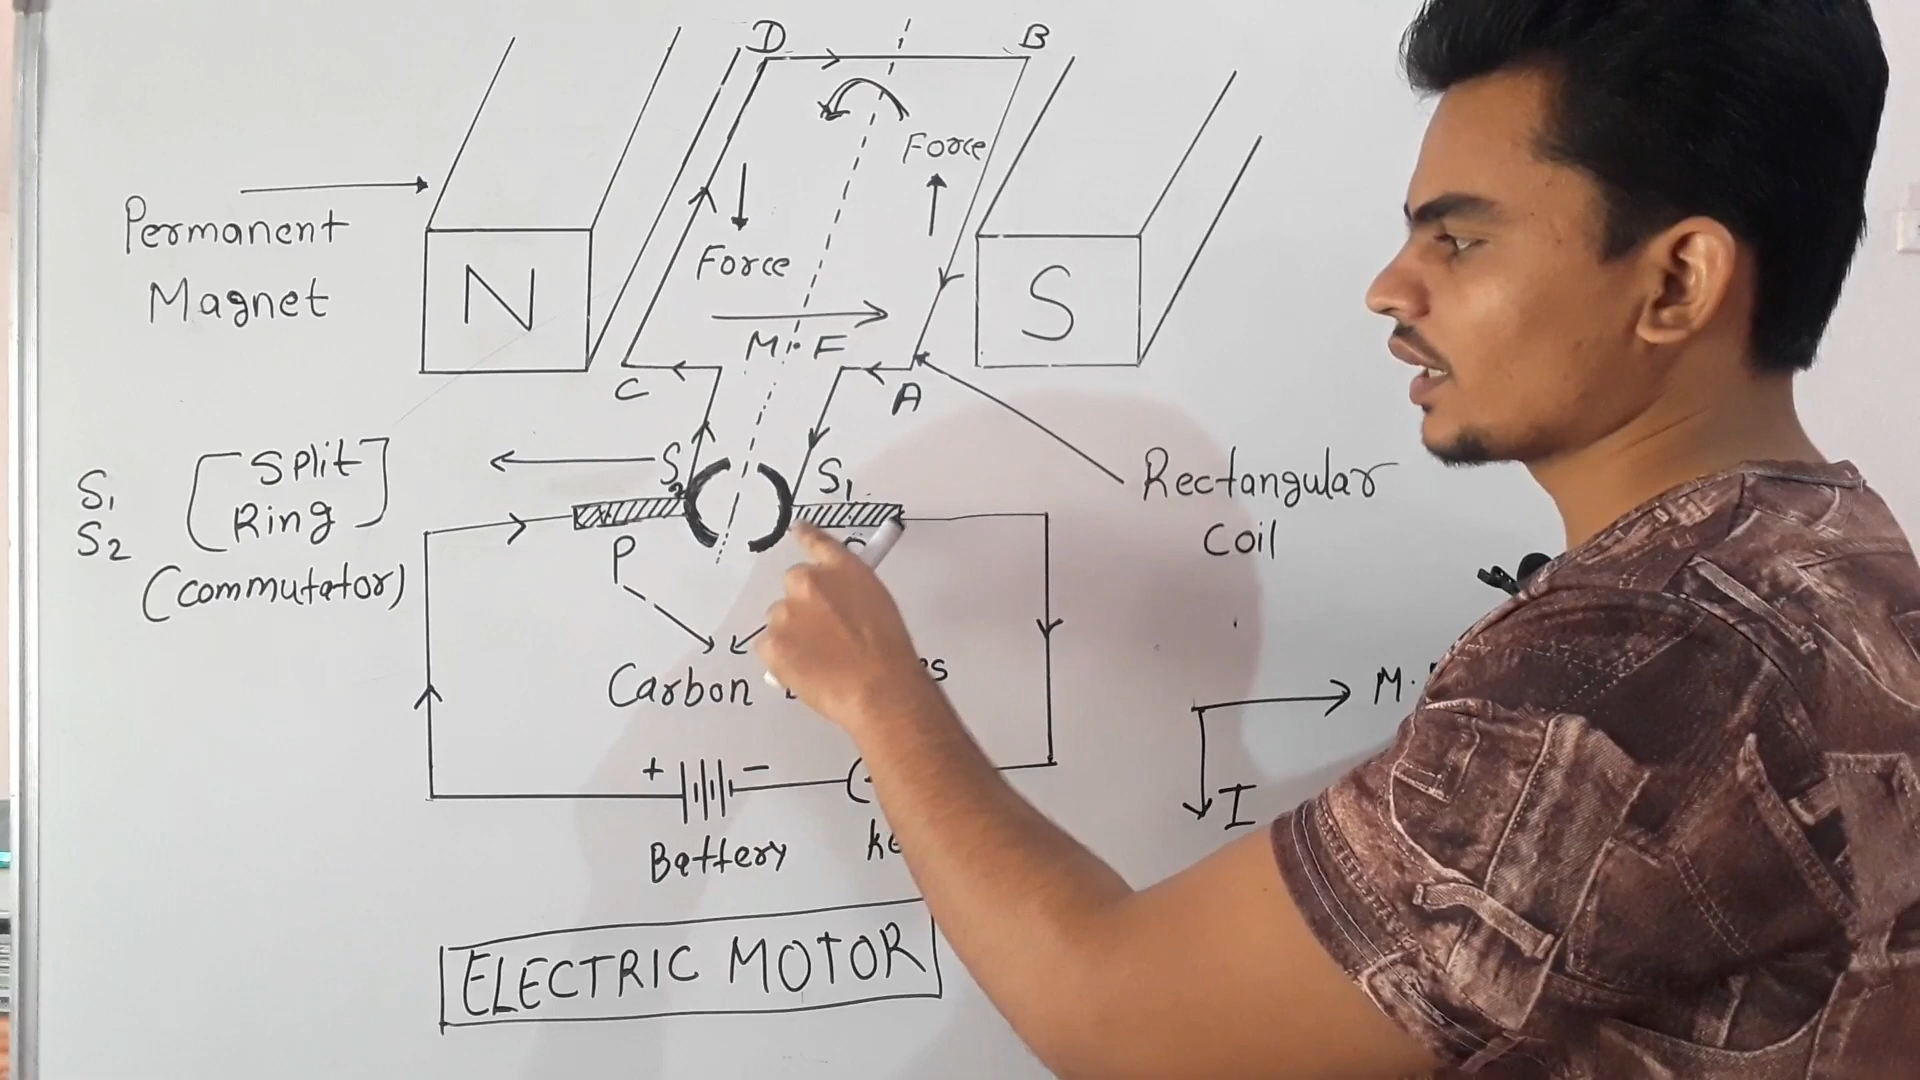 D
B
Force
Permanent
Magnet
N
Force
S
M.F
C
A
S1
S2
[Split
Ring]
(commutator)
S2
S1
Rectangular
Coil
P
Carbon
M.
I
+
-
Battery
ELECTRIC MOTOR